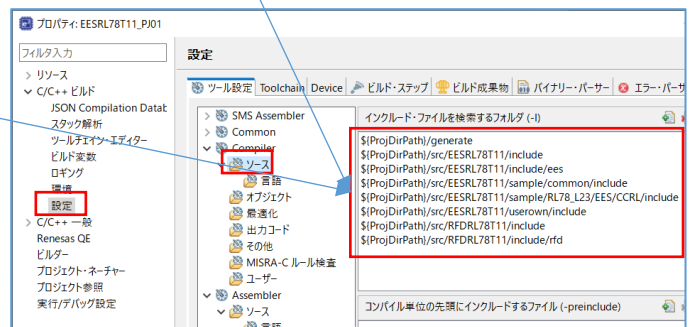 プロパティ: EESRL78T11_PJ01
フィルタ入力
設定
リソース
C/C++ ビルド
JSON Compilation Datab
スタック解析
ツールチェイン・エディター
ビルド変数
ロギング
環境
設定
C/C++ 一般
Renesas QE
ビルダー
プロジェクト・ネーチャー
プロジェクト参照
実行/デバッグ設定
ツール設定 Toolchain Device ビルド・ステップ ビルド成果物 バイナリー・パーサー エラー・パーサ
SMS Assembler
Common
Compiler
ソース
言語
オブジェクト
最適化
出力コード
その他
MISRA-C ルール検査
ユーザー
Assembler
ソース
言語
インクルード・ファイルを検索するフォルダ (-I)
${ProjDirPath}/generate
${ProjDirPath}/src/EESRL78T11/include
${ProjDirPath}/src/EESRL78T11/include/ees
${ProjDirPath}/src/EESRL78T11/sample/common/include
${ProjDirPath}/src/EESRL78T11/sample/RL78_L23/EES/CCRL/include
${ProjDirPath}/src/EESRL78T11/userown/include
${ProjDirPath}/src/RFDRL78T11/include
${ProjDirPath}/src/RFDRL78T11/include/rfd
コンパイル単位の先頭にインクルードするファイル (-preinclude)